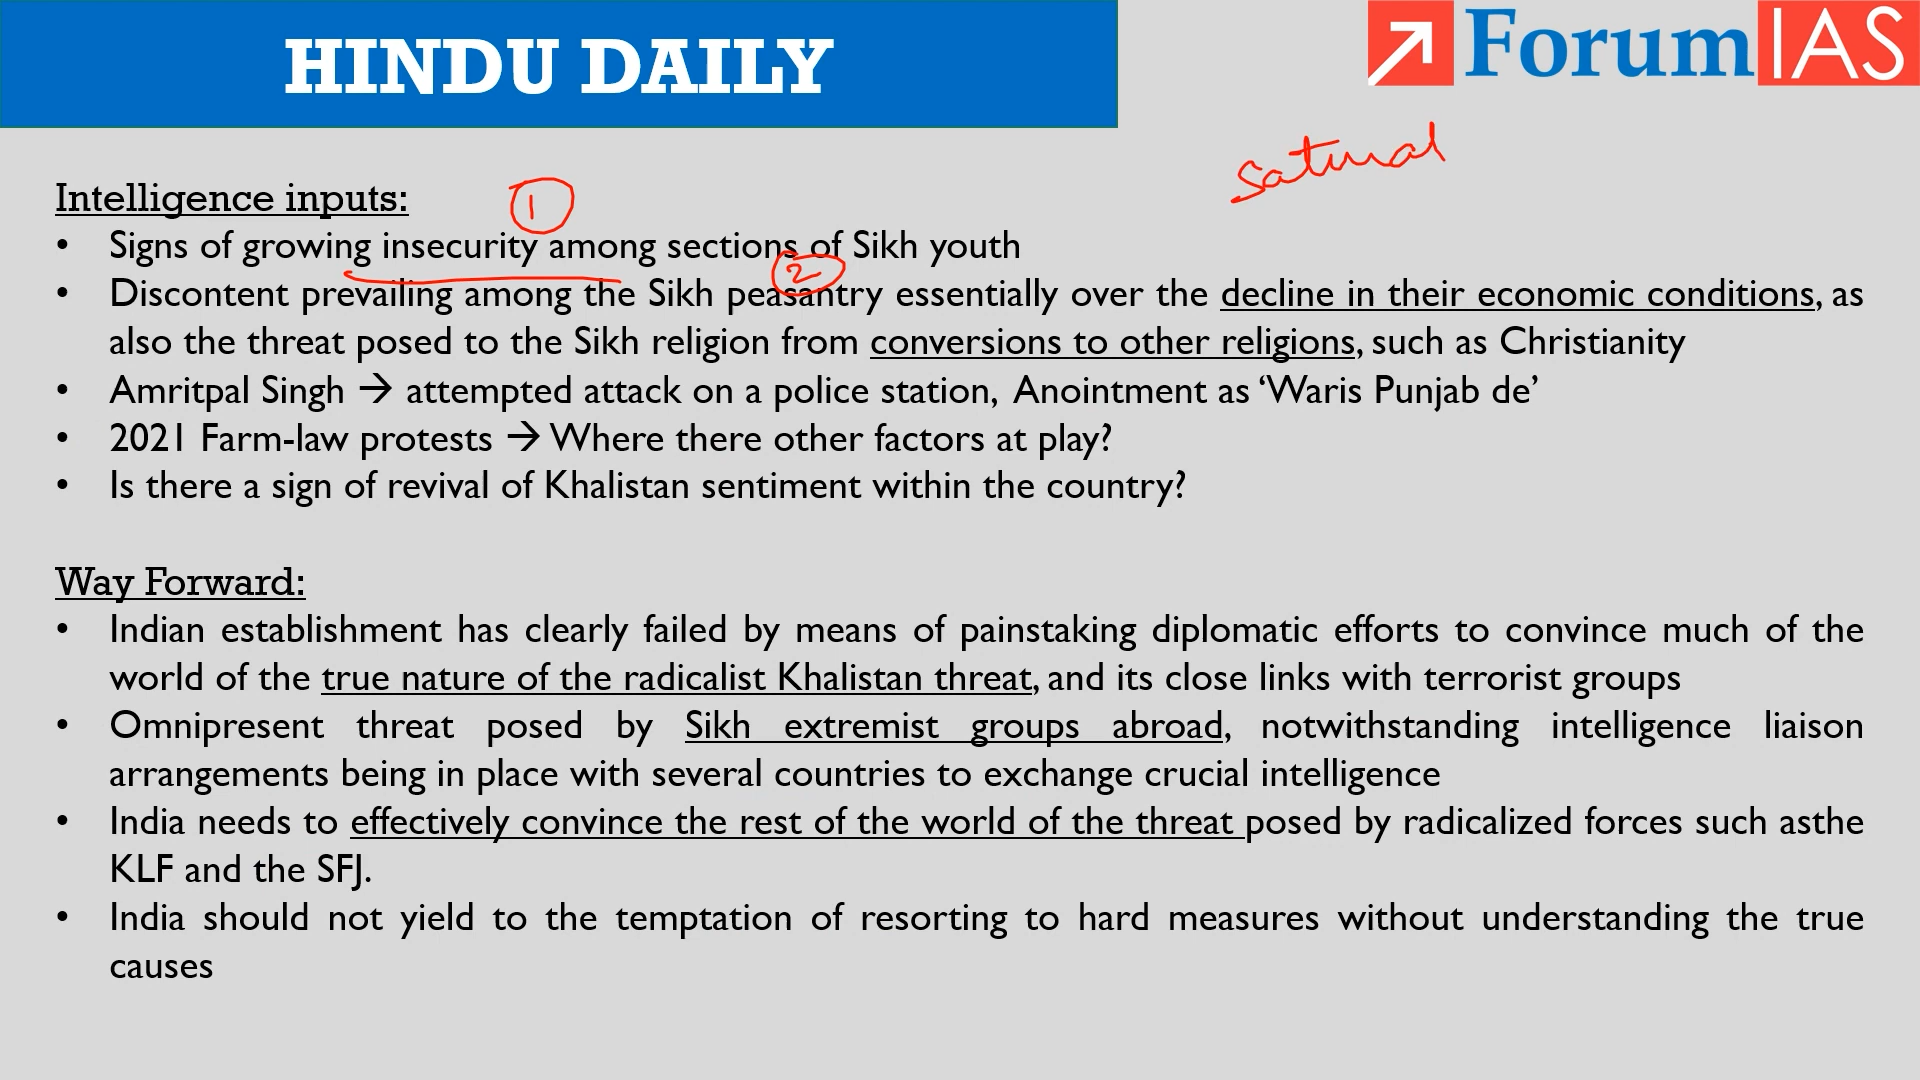 HINDU DAILY
ForumIAS
Intelligence inputs:
1
• Signs of growing insecurity among sections of Sikh youth
2
• Discontent prevailing among the Sikh peasantry essentially over the decline in their economic conditions, as
also the threat posed to the Sikh religion from conversions to other religions, such as Christianity
• Amritpal Singh → attempted attack on a police station, Anointment as ‘Waris Punjab de’
• 2021 Farm-law protests → Where there other factors at play?
• Is there a sign of revival of Khalistan sentiment within the country?
Way Forward:
• Indian establishment has clearly failed by means of painstaking diplomatic efforts to convince much of the
world of the true nature of the radicalist Khalistan threat, and its close links with terrorist groups
• Omnipresent threat posed by Sikh extremist groups abroad, notwithstanding intelligence liaison
arrangements being in place with several countries to exchange crucial intelligence
• India needs to effectively convince the rest of the world of the threat posed by radicalized forces such asthe
KLF and the SFJ.
• India should not yield to the temptation of resorting to hard measures without understanding the true
causes